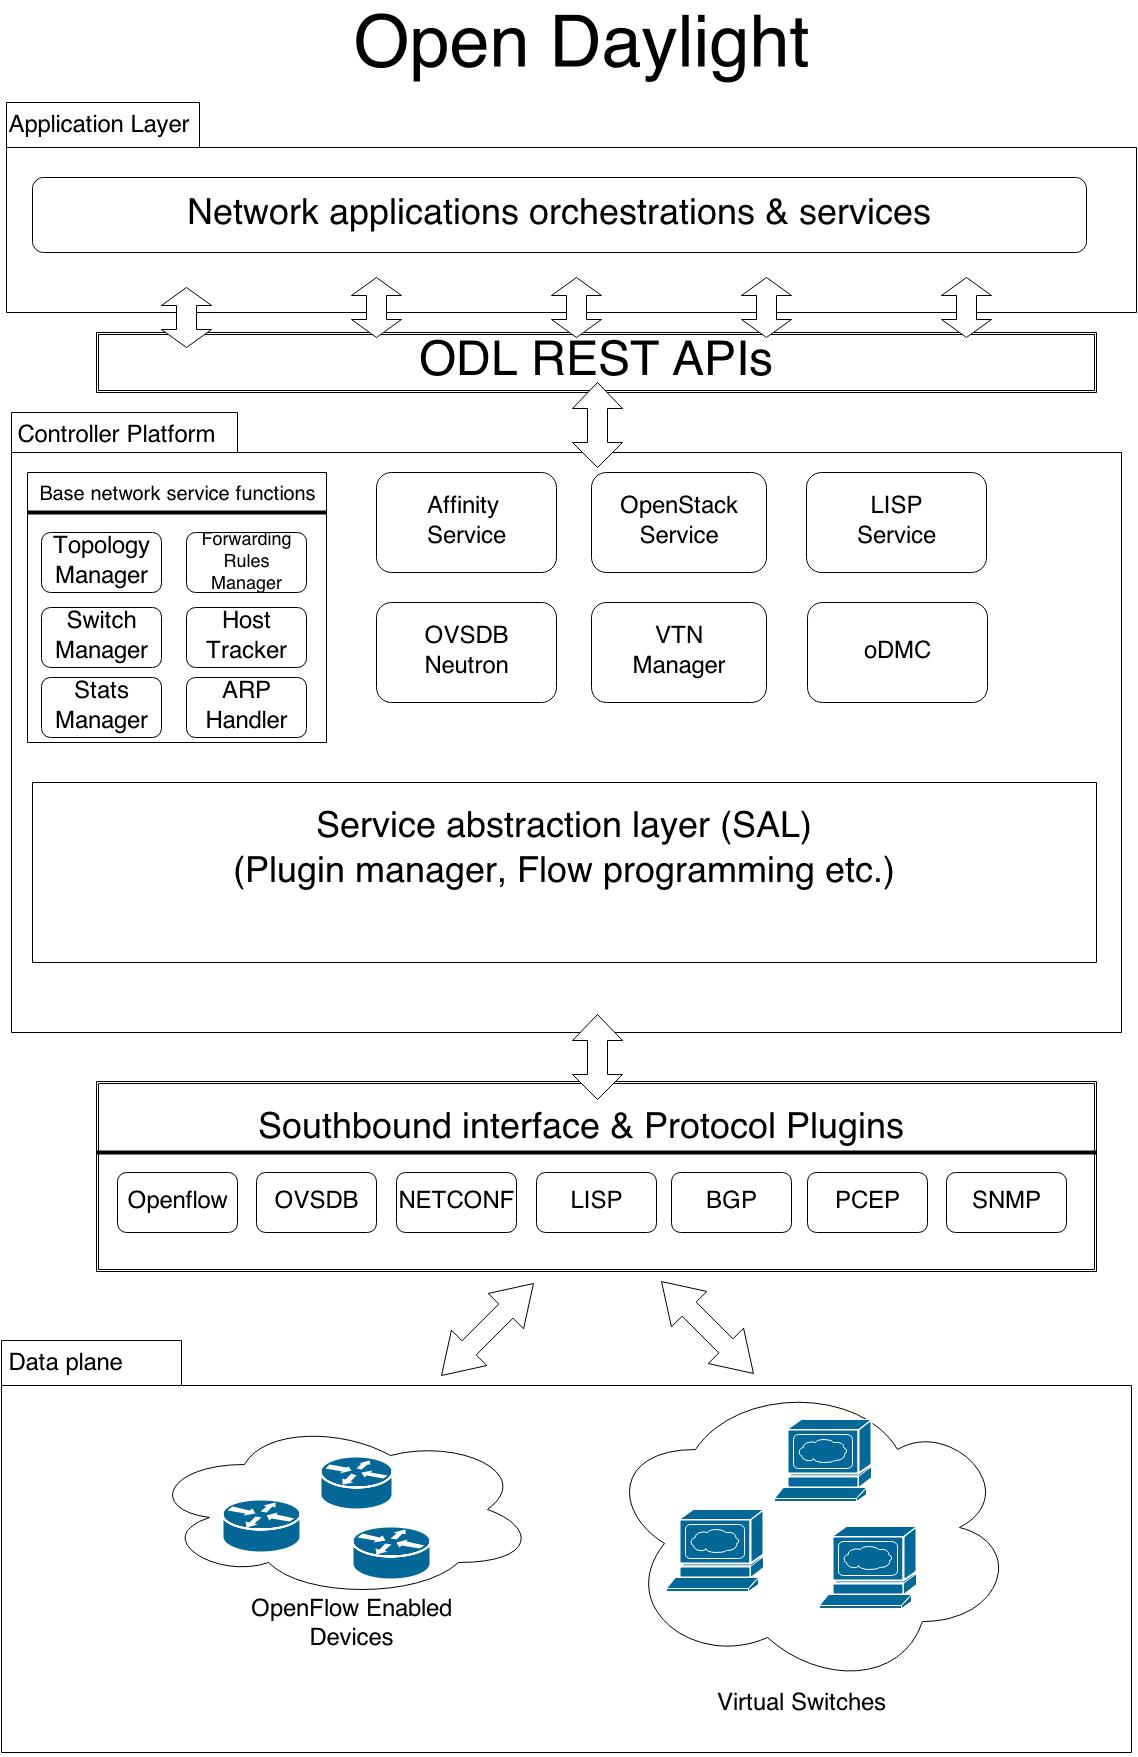 Open Daylight
Application Layer
Network applications orchestrations & services
ODL REST APIs
Controller Platform
Base network service functions
Topology
Manager
Forwarding
Rules
Manager
Switch
Manager
Host
Tracker
Stats
Manager
ARP
Handler
Affinity
Service
OpenStack
Service
LISP
Service
OVSDB
Neutron
VTN
Manager
oDMC
Service abstraction layer (SAL)
(Plugin manager, Flow programming etc.)
Southbound interface & Protocol Plugins
Openflow
OVSDB
NETCONF
LISP
BGP
PCEP
SNMP
Data plane
OpenFlow Enabled
Devices
Virtual Switches